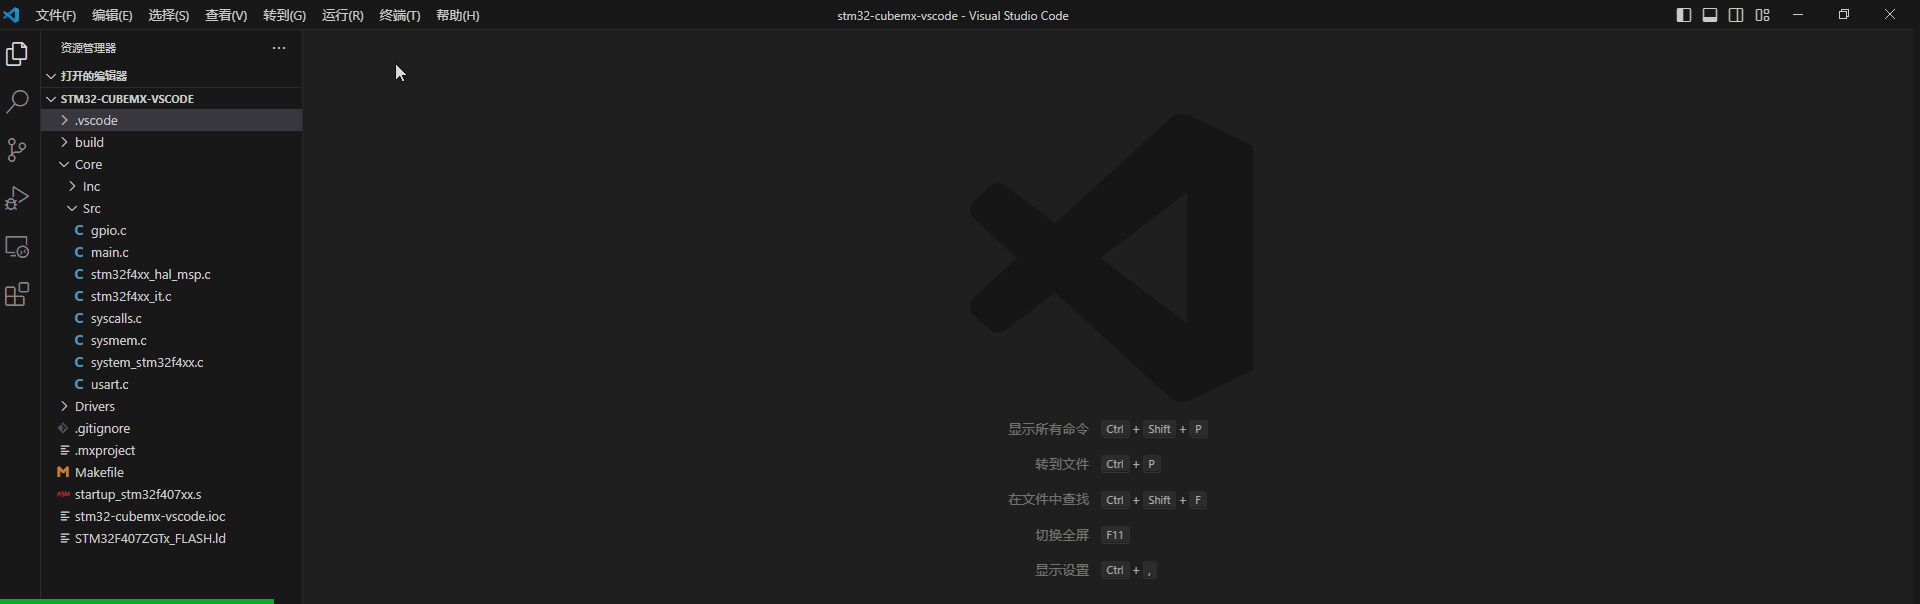 文件(F) 编辑(E) 选择(S) 查看(V) 转到(G) 运行(R) 终端(T) 帮助(H) stm32-cubemx-vscode - Visual Studio Code
资源管理器 ···
打开的编辑器
STM32-CUBEMX-VSCODE
.vscode
build
Core
Inc
Src
C gpio.c
C main.c
C stm32f4xx_hal_msp.c
C stm32f4xx_it.c
C syscalls.c
C sysmem.c
C system_stm32f4xx.c
C usart.c
Drivers
.gitignore
.mxproject
M Makefile
ASM startup_stm32f407xx.s
stm32-cubemx-vscode.ioc
STM32F407ZGTx_FLASH.ld
显示所有命令 Ctrl + Shift + P
转到文件 Ctrl + P
在文件中查找 Ctrl + Shift + F
切换全屏 F11
显示设置 Ctrl + ,